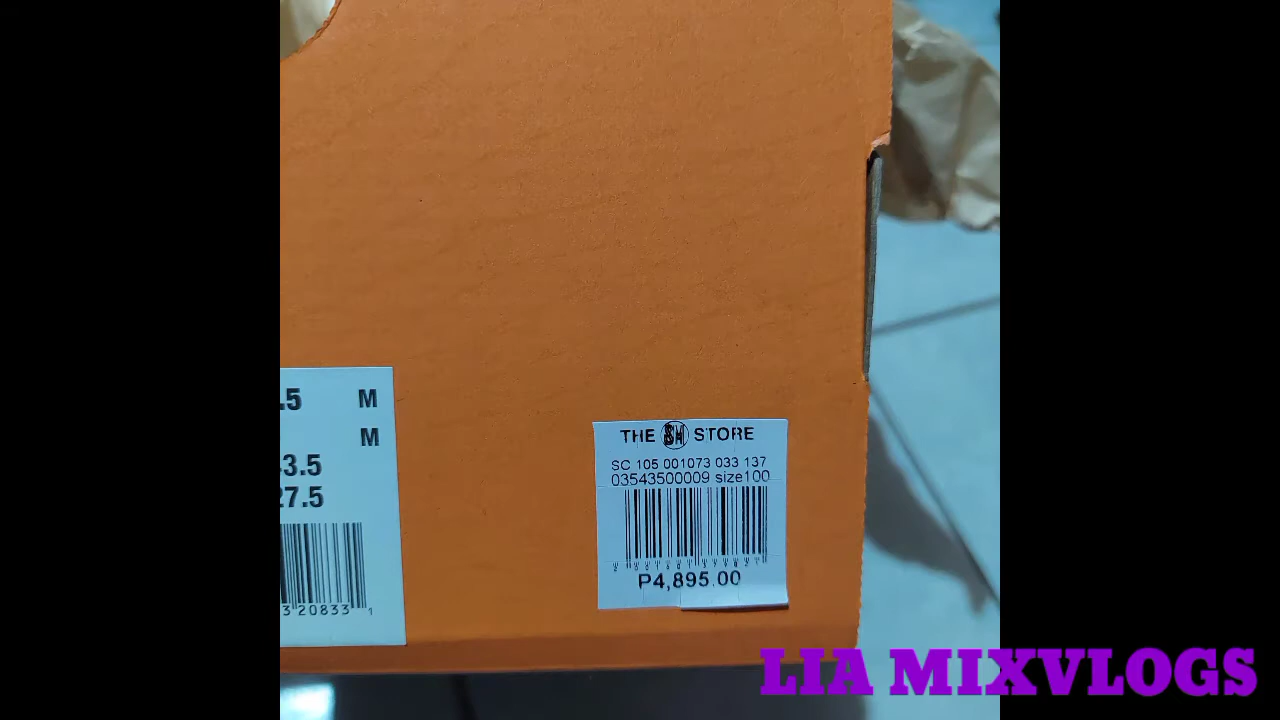 .5 M
M
3.5
27.5
3 20833 1
THE SM STORE
SC 105 001073 033 137
03543500009 size100
P4,895.00
LIA MIXVLOGS